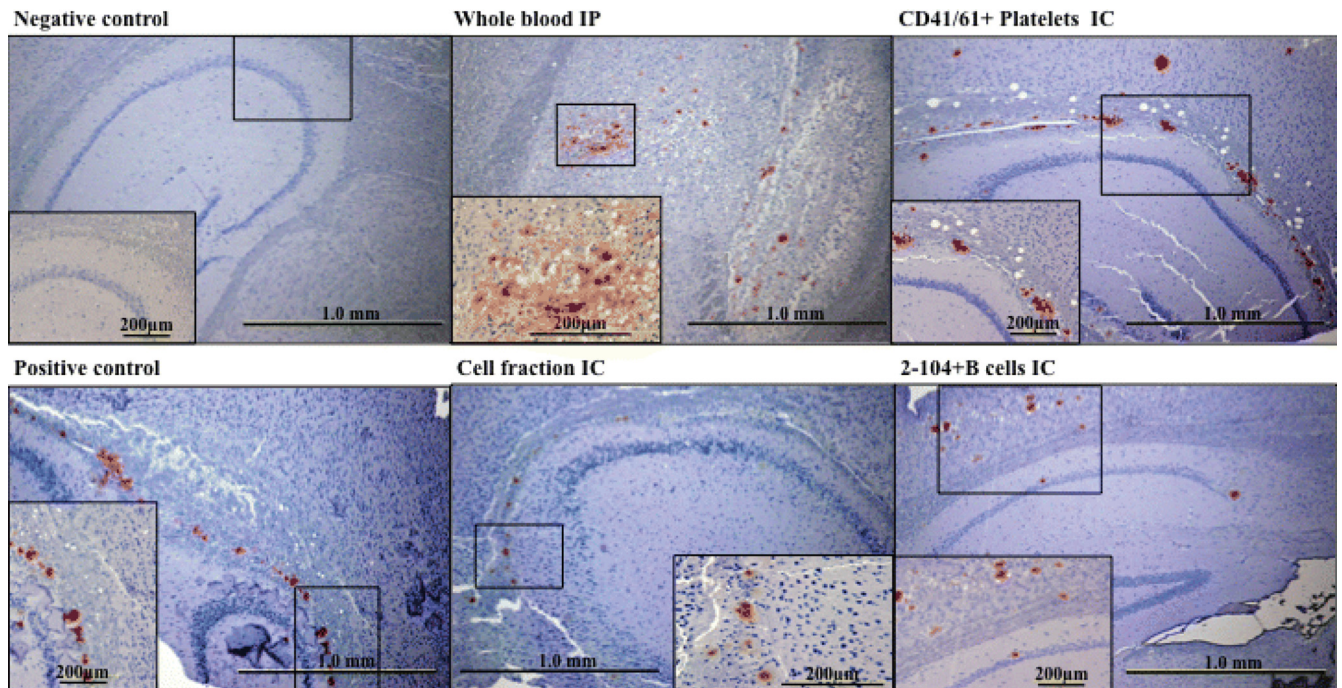 Negative control
Whole blood IP
CD41/61+ Platelets  IC
200µm
1.0 mm
200µm
1.0 mm
200µm
1.0 mm
Positive control
Cell fraction IC
2-104+B cells IC
200µm
1.0 mm
1.0 mm
200µm
200µm
1.0 mm